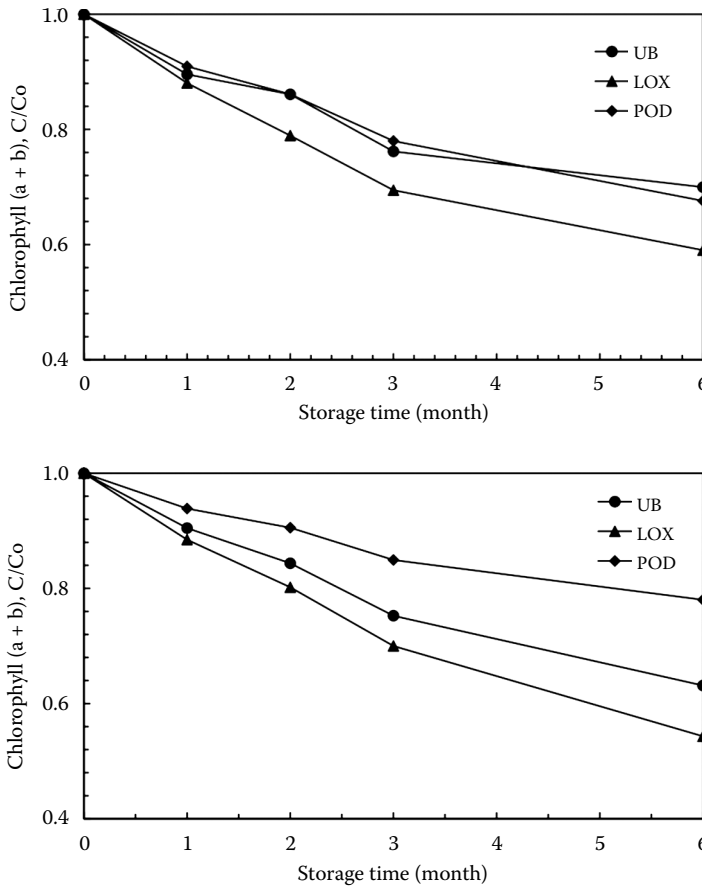 1.0
0.8
0.6
0.4
Chlorophyll (a + b), C/Co
UB
LOX
POD
0 1 2 3 4 5 6
Storage time (month)
1.0
0.8
0.6
0.4
Chlorophyll (a + b), C/Co
UB
LOX
POD
0 1 2 3 4 5 6
Storage time (month)